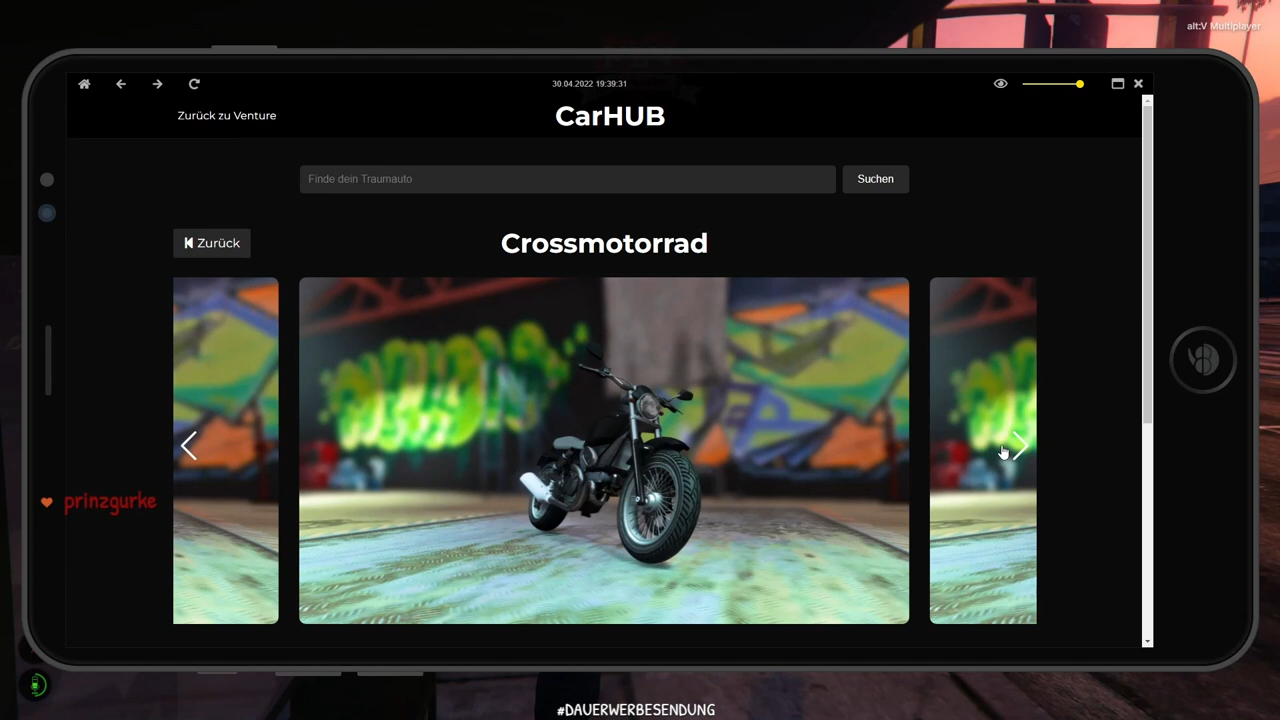 alt:V Multiplayer
30.04.2022 19:39:31
Zurück zu Venture
CarHUB
Finde dein Traumauto
Suchen
Zurück
Crossmotorrad
prinzgurke
#DAUERWERBESENDUNG